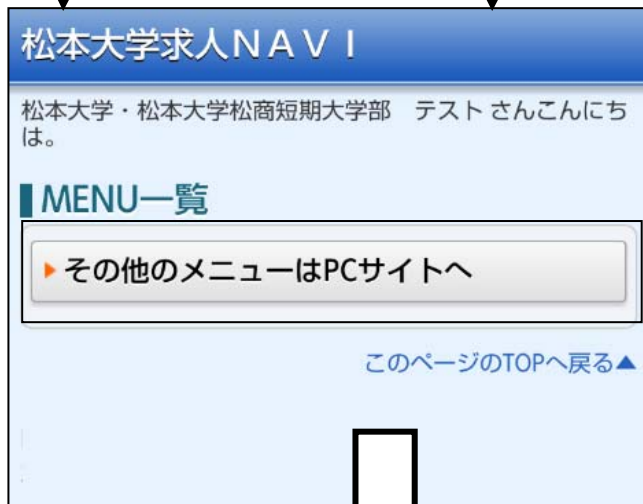 松本大学求人ＮＡＶＩ
松本大学・松本大学松商短期大学部　テスト さんこんにち
は。
MENU一覧
その他のメニューはPCサイトへ
このページのTOPへ戻る▲